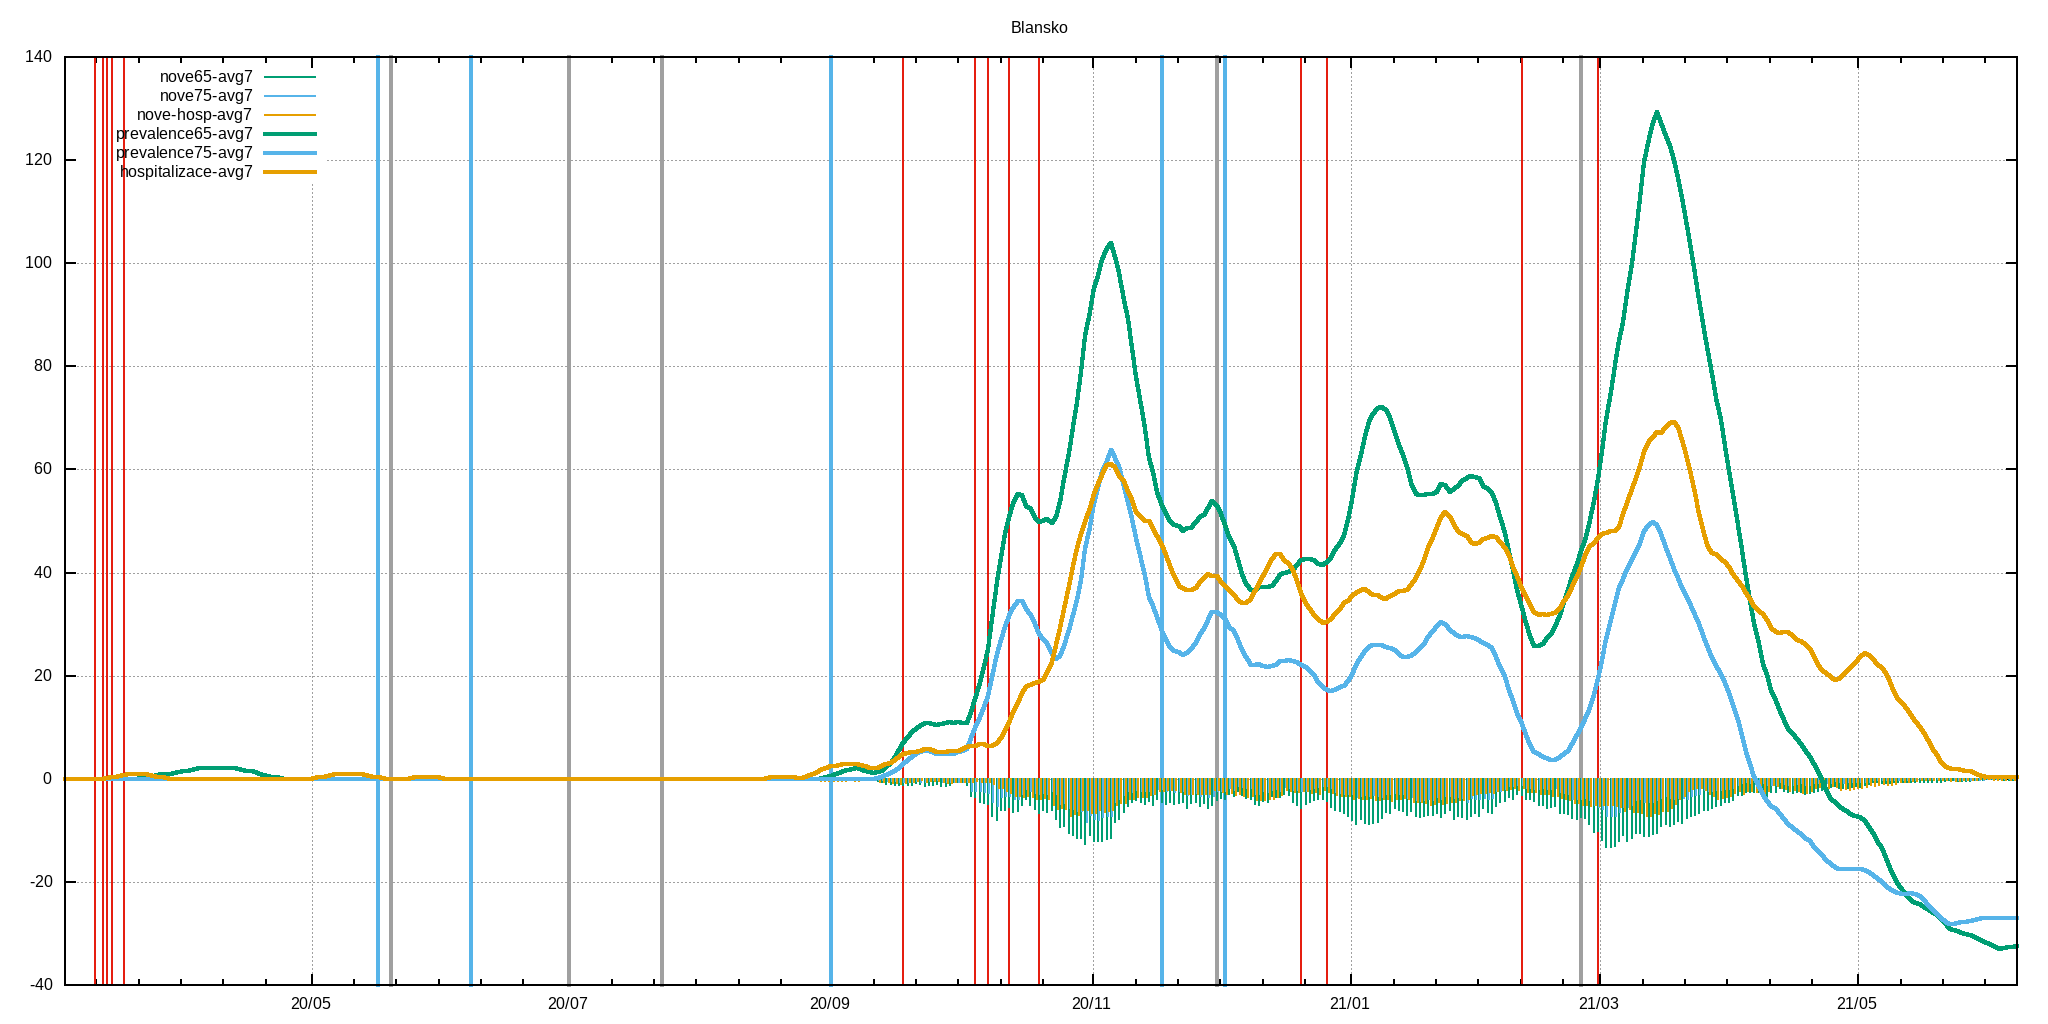 Blansko
140
120
100
80
60
40
20
0
-20
-40
nove65-avg7
nove75-avg7
nove-hosp-avg7
prevalence65-avg7
prevalence75-avg7
hospitalizace-avg7
20/05 20/07 20/09 20/11 21/01 21/03 21/05